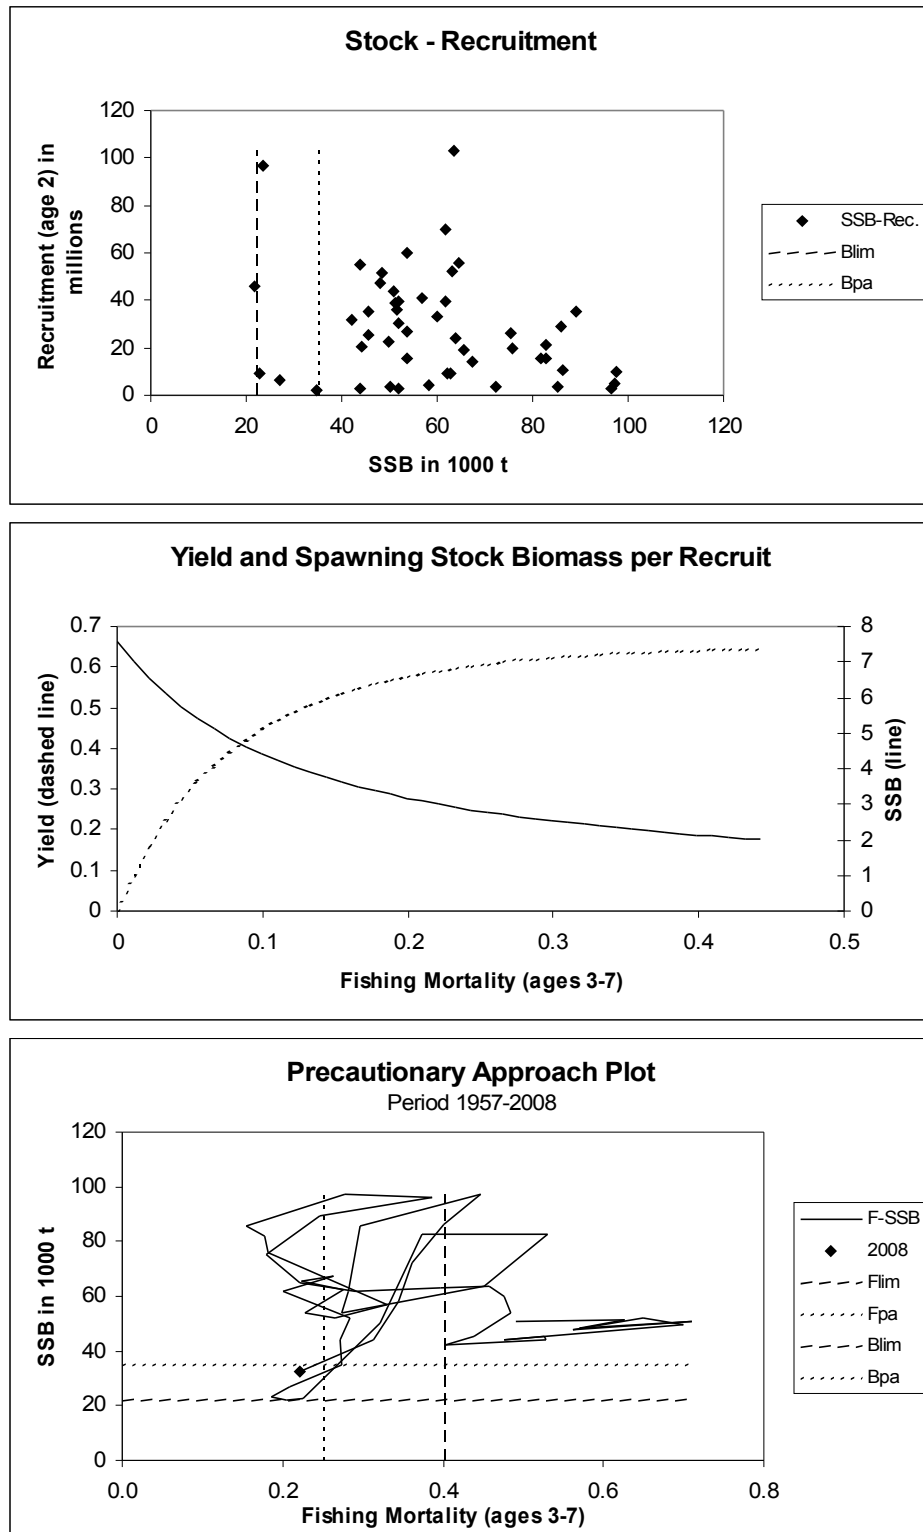 Stock - Recruitment
120
100
80
60
40
20
0
Recruitment (age 2) in
millions
0 20 40 60 80 100 120
SSB in 1000 t
SSB-Rec.
Blim
Bpa
Yield and Spawning Stock Biomass per Recruit
0.7
0.6
0.5
0.4
0.3
0.2
0.1
0
Yield (dashed line)
8
7
6
5
4
3
2
1
0
SSB (line)
0 0.1 0.2 0.3 0.4 0.5
Fishing Mortality (ages 3-7)
Precautionary Approach Plot
Period 1957-2008
120
100
80
60
40
20
0
SSB in 1000 t
0.0 0.2 0.4 0.6 0.8
Fishing Mortality (ages 3-7)
F-SSB
2008
Flim
Fpa
Blim
Bpa